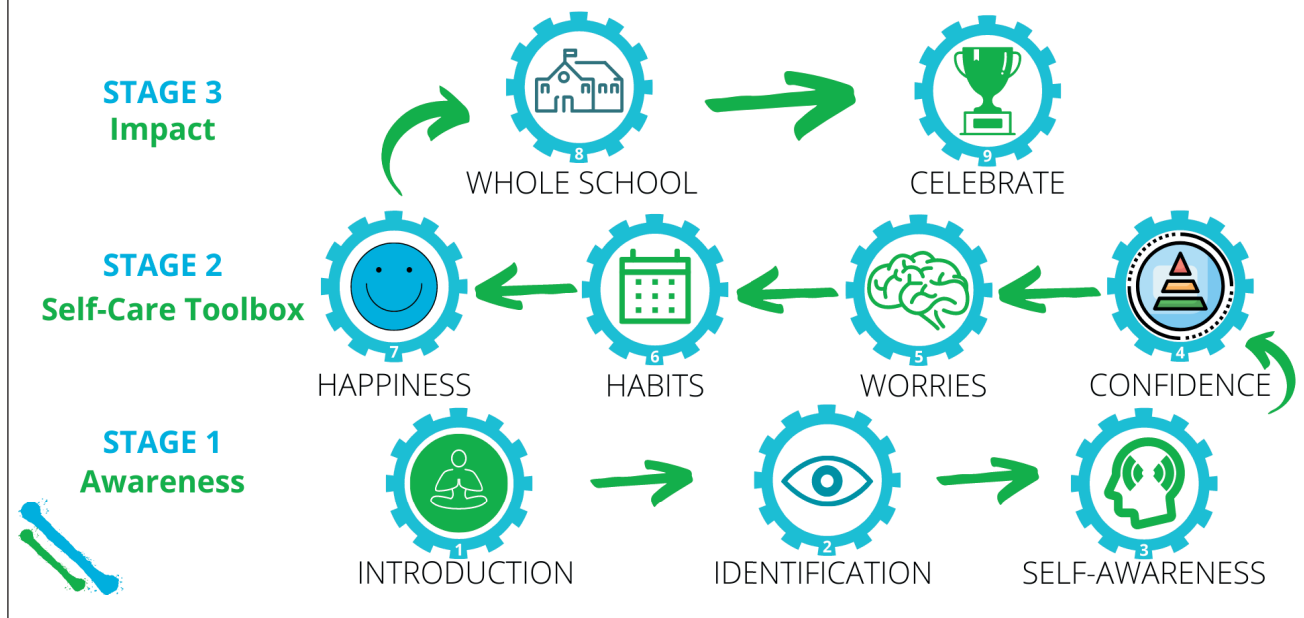 STAGE 3
Impact
8
9
WHOLE SCHOOL
CELEBRATE
STAGE 2
Self-Care Toolbox
7
6
5
4
HAPPINESS
HABITS
WORRIES
CONFIDENCE
STAGE 1
Awareness
1
2
3
INTRODUCTION
IDENTIFICATION
SELF-AWARENESS